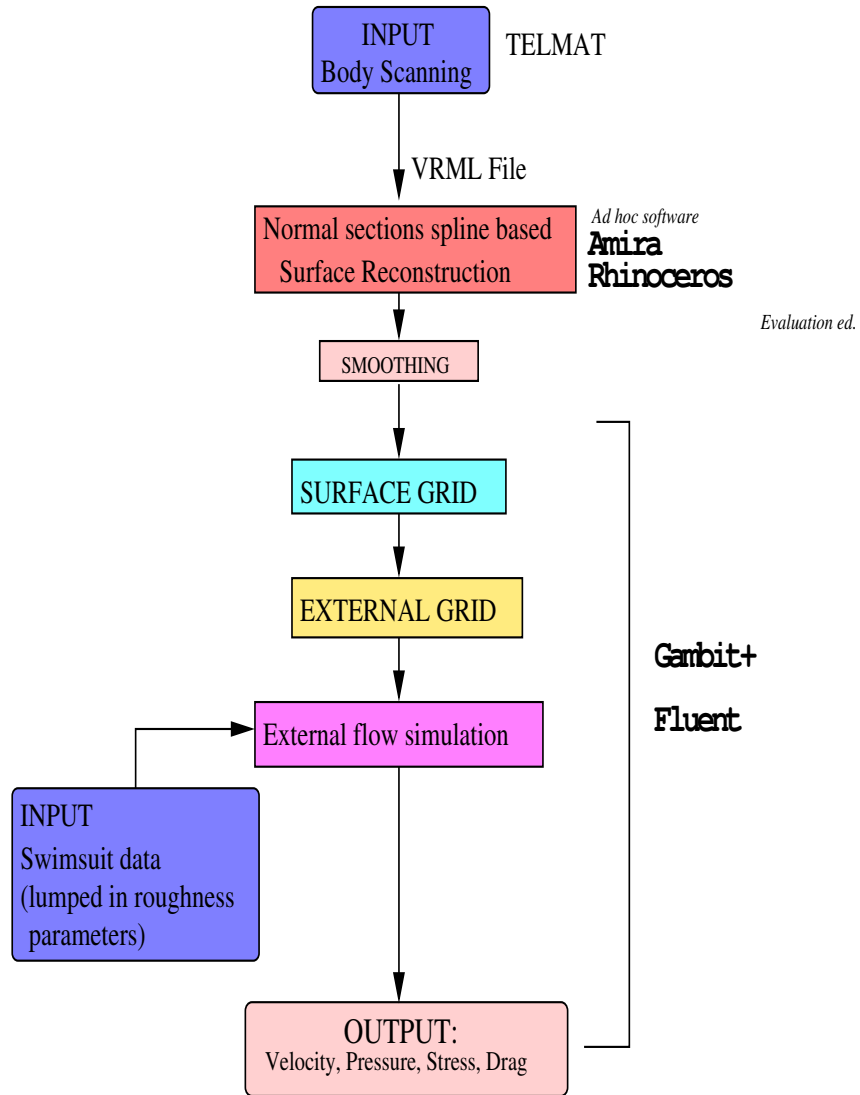 INPUT
Body Scanning
TELMAT
VRML File
Normal sections spline based
Surface Reconstruction
Ad hoc software
Amira
Rhinoceros
Evaluation ed.
SMOOTHING
SURFACE GRID
EXTERNAL GRID
Gambit+
Fluent
External flow simulation
INPUT
Swimsuit data
(lumped in roughness
parameters)
OUTPUT:
Velocity, Pressure, Stress, Drag